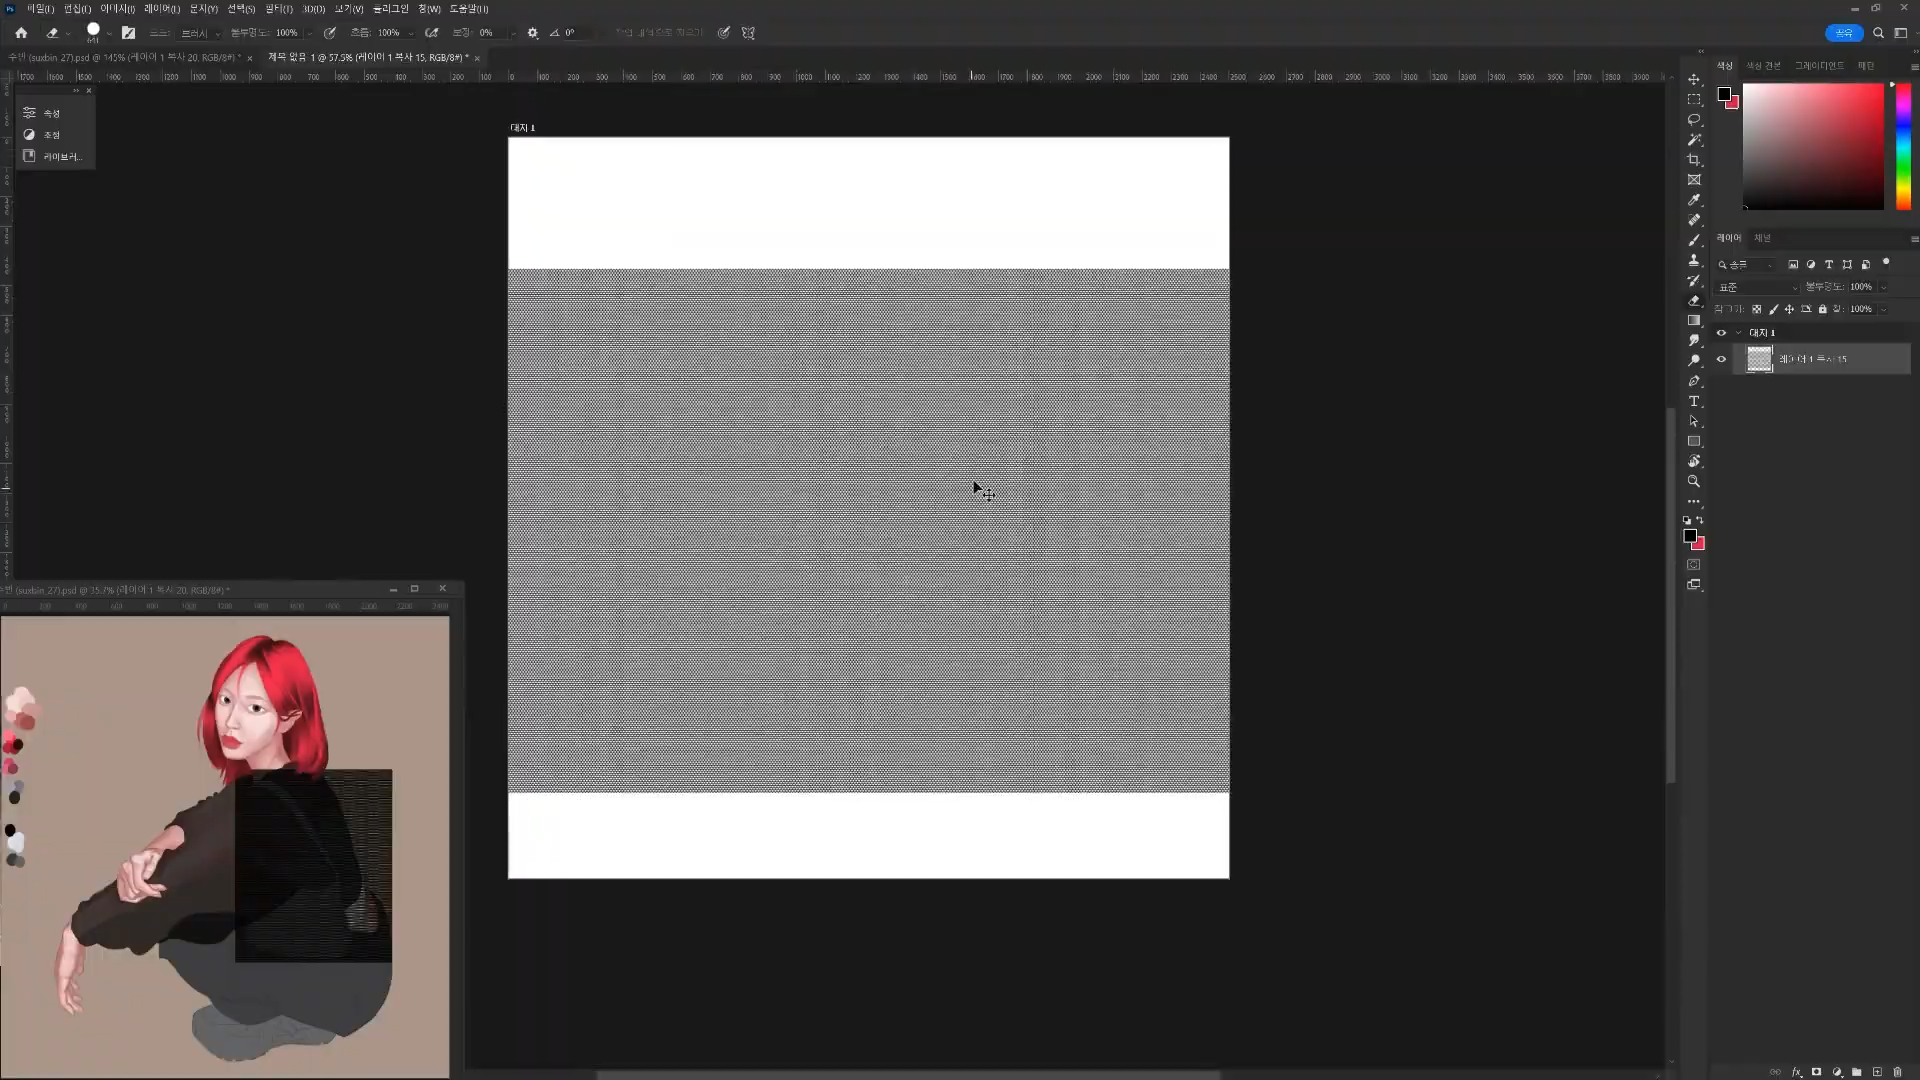 파일(F) 편집(E) 이미지(I) 레이어(L) 문자(Y) 선택(S) 필터(T) 3D(D) 보기(V) 플러그인 창(W) 도움말(H)
모드: 브러시 불투명도: 100% 흐름: 100% 보정: 0% 0° 공유
수빈 (suxbin_27).psd @ 145% (레이어 1 복사 20, RGB/8#) *
제목 없음 1 @ 57.5% (레이어 1 복사 15, RGB/8#) *
속성
조정
라이브러...
대지 1
색상 색상 견본 그레이디언트 패턴
레이어 채널
종류
표준 불투명도: 100%
잠그기: 칠: 100%
대지 1
레이어 1 복사 15
(suxbin_27).psd @ 35.7% (레이어 1 복사 20, RGB/8#) *